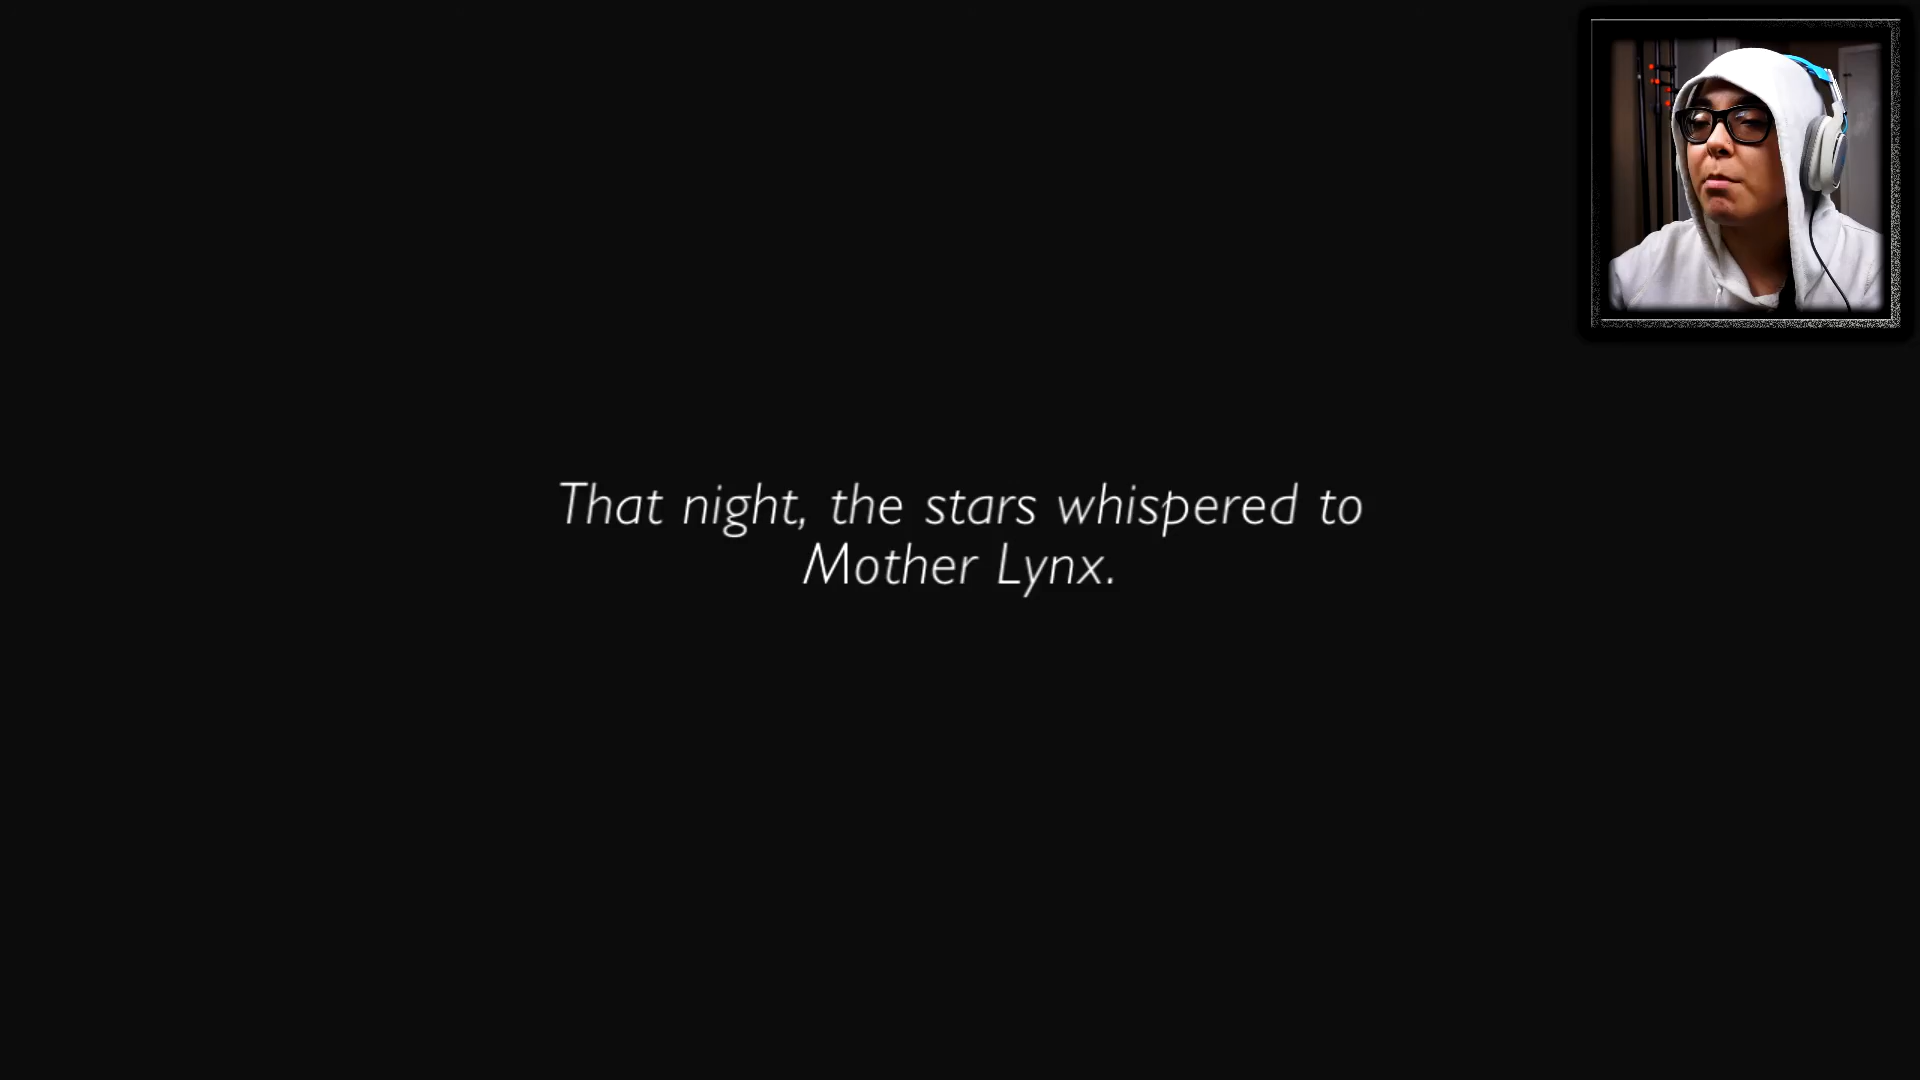 That night, the stars whispered to
Mother Lynx.